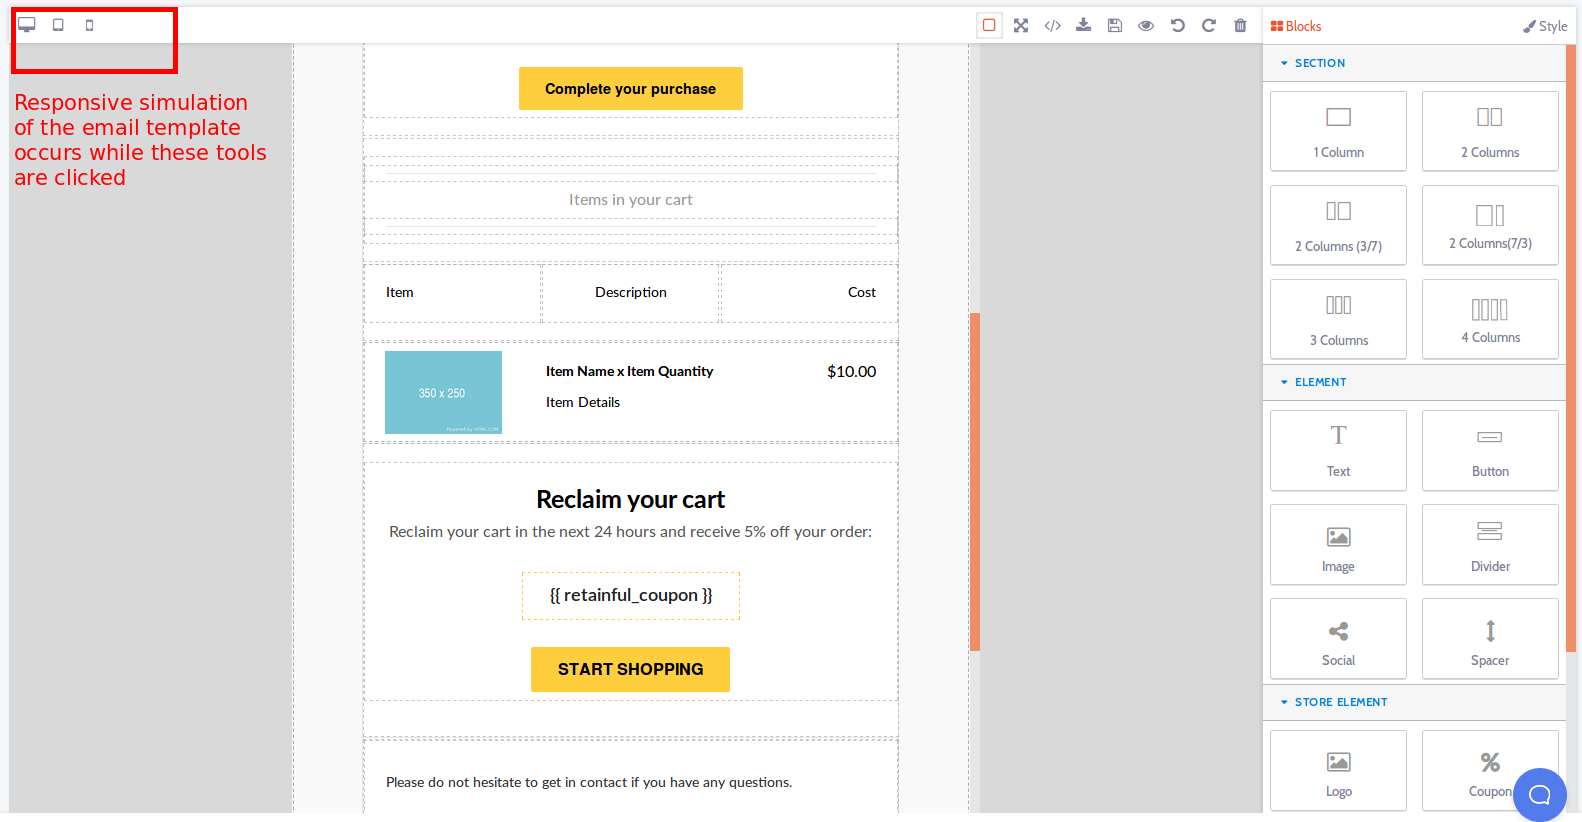 Blocks
Style
Responsive simulation
of the email template
occurs while these tools
are clicked
Complete your purchase
Items in your cart
Item Description Cost
350 x 250
Powered by HTML.COM
Item Name x Item Quantity $10.00
Item Details
Reclaim your cart
Reclaim your cart in the next 24 hours and receive 5% off your order:
{{ retainful_coupon }}
START SHOPPING
Please do not hesitate to get in contact if you have any questions.
SECTION
1 Column
2 Columns
2 Columns (3/7)
2 Columns(7/3)
3 Columns
4 Columns
ELEMENT
Text
Button
Image
Divider
Social
Spacer
STORE ELEMENT
Logo
Coupon